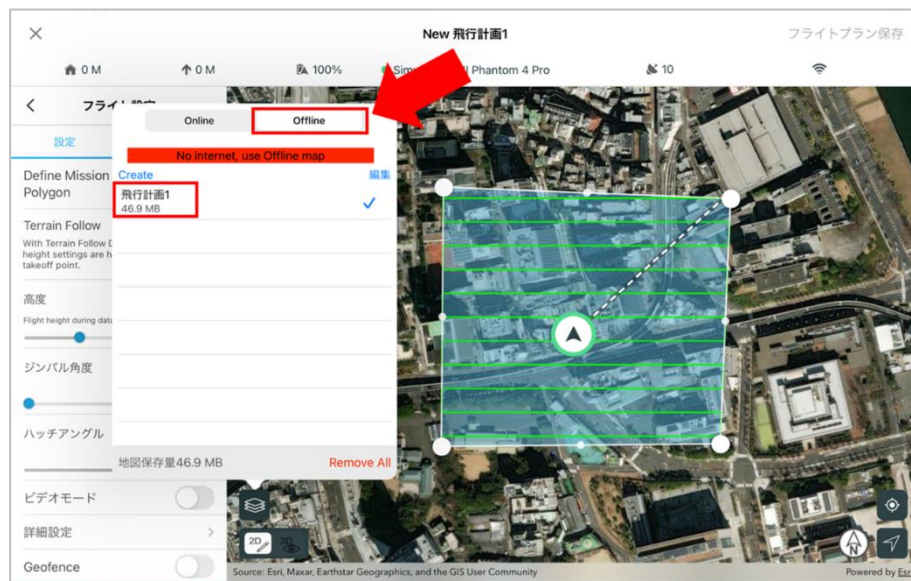 New 飛行計画1
フライトプラン保存
0 M
0 M
100%
Phantom 4 Pro
10
フライト設定
Online
Offline
設定
No internet, use Offline map
Define Mission
Polygon
Create
編集
飛行計画1
46.9 MB
Terrain Follow
With Terrain Follow
height settings are
takeoff point.
高度
Flight height during
ジンバル角度
ハッチアングル
地図保存量46.9 MB
Remove All
ビデオモード
2D
3D
詳細設定
N
Geofence
Source: Esri, Maxar, Earthstar Geographics, and the GIS User Community
Powered by Esri